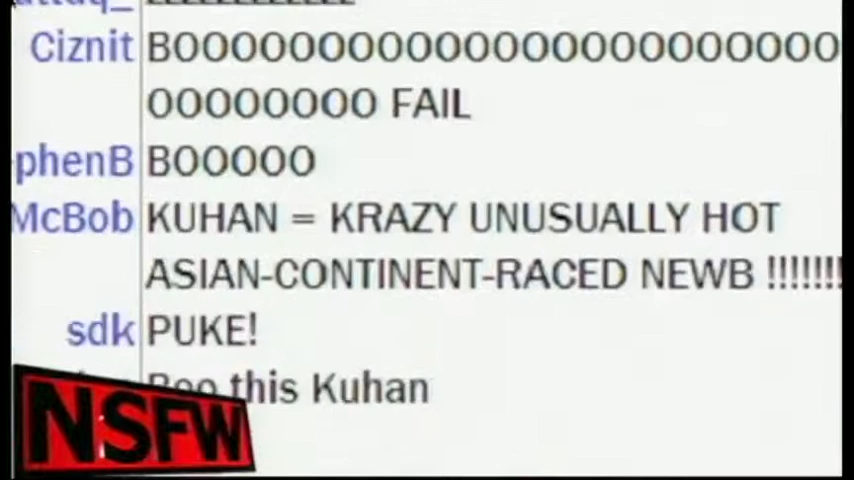 Ciznit BOOOOOOOOOOOOOOOOOOOOOOOO
OOOOOOOO FAIL
phenB BOOOOO
McBob KUHAN = KRAZY UNUSUALLY HOT
ASIAN-CONTINENT-RACED NEWB !!!!!!!
sdk PUKE!
Boo this Kuhan
NSFW